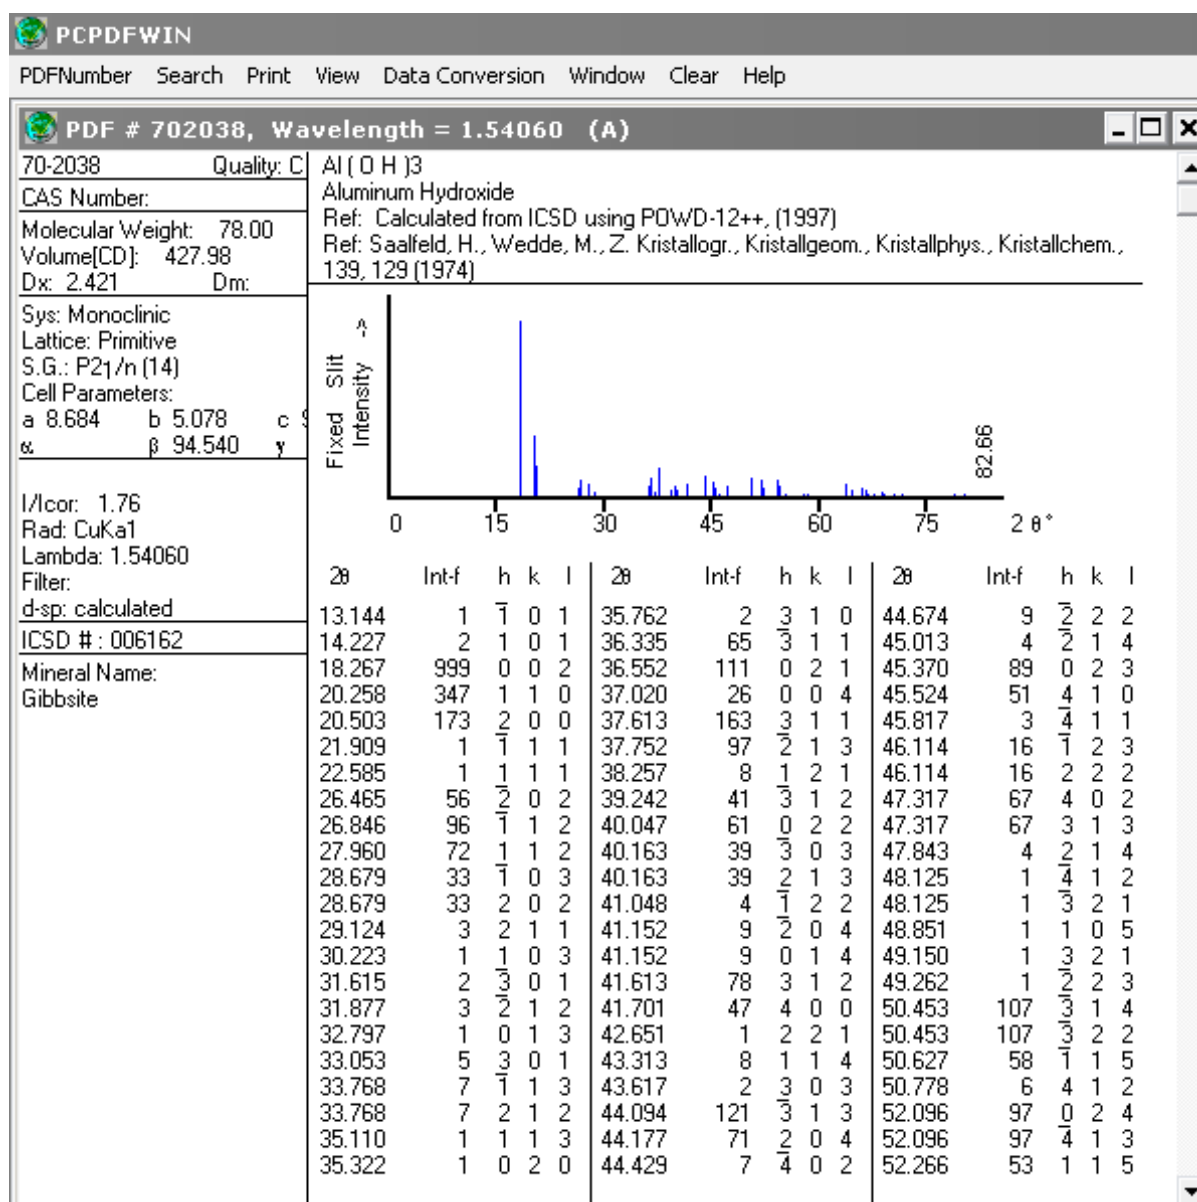 PCPDFWIN
PDFNumber Search Print View Data Conversion Window Clear Help
PDF # 702038, Wavelength = 1.54060 (A)
70-2038 Quality: C
CAS Number:
Molecular Weight: 78.00
Volume[CD]: 427.98
Dx: 2.421 Dm:
Sys: Monoclinic
Lattice: Primitive
S.G.: P21/n (14)
Cell Parameters:
a 8.684 b 5.078 c
α β 94.540 γ
I/Icor: 1.76
Rad: CuKa1
Lambda: 1.54060
Filter:
d-sp: calculated
ICSD # : 006162
Mineral Name:
Gibbsite
Al ( O H )3
Aluminum Hydroxide
Ref: Calculated from ICSD using POWD-12++, (1997)
Ref: Saalfeld, H., Wedde, M., Z. Kristallogr., Kristallgeom., Kristallphys., Kristallchem.,
139, 129 (1974)
Fixed Slit
Intensity ->
82.66
0 15 30 45 60 75 2 θ °
2θ Int-f h k l 2θ Int-f h k l 2θ Int-f h k l
13.144 1 1̅ 0 1 35.762 2 3 1 0 44.674 9 2̅ 2 2
14.227 2 1 0 1 36.335 65 3̅ 1 1 45.013 4 2̅ 1 4
18.267 999 0 0 2 36.552 111 0 2 1 45.370 89 0 2 3
20.258 347 1 1 0 37.020 26 0 0 4 45.524 51 4 1 0
20.503 173 2 0 0 37.613 163 3 1 1 45.817 3 4̅ 1 1
21.909 1 1̅ 1 1 37.752 97 2̅ 1 3 46.114 16 1̅ 2 3
22.585 1 1 1 1 38.257 8 1 2 1 46.114 16 2 2 2
26.465 56 2̅ 0 2 39.242 41 3̅ 1 2 47.317 67 4 0 2
26.846 96 1̅ 1 2 40.047 61 0 2 2 47.317 67 3 1 3
27.960 72 1 1 2 40.163 39 3̅ 0 3 47.843 4 2 1 4
28.679 33 1̅ 0 3 40.163 39 2 1 3 48.125 1 4̅ 1 2
28.679 33 2 0 2 41.048 4 1̅ 2 2 48.125 1 3̅ 2 1
29.124 3 2 1 1 41.152 9 2̅ 0 4 48.851 1 1 0 5
30.223 1 1 0 3 41.152 9 0 1 4 49.150 1 3 2 1
31.615 2 3̅ 0 1 41.613 78 3 1 2 49.262 1 2̅ 2 3
31.877 3 2̅ 1 2 41.701 47 4 0 0 50.453 107 3̅ 1 4
32.797 1 0 1 3 42.651 1 2 2 1 50.453 107 3̅ 2 2
33.053 5 3 0 1 43.313 8 1 1 4 50.627 58 1̅ 1 5
33.768 7 1̅ 1 3 43.617 2 3 0 3 50.778 6 4 1 2
33.768 7 2 1 2 44.094 121 3̅ 1 3 52.096 97 0 2 4
35.110 1 1 1 3 44.177 71 2 0 4 52.096 97 4̅ 1 3
35.322 1 0 2 0 44.429 7 4̅ 0 2 52.266 53 1 1 5